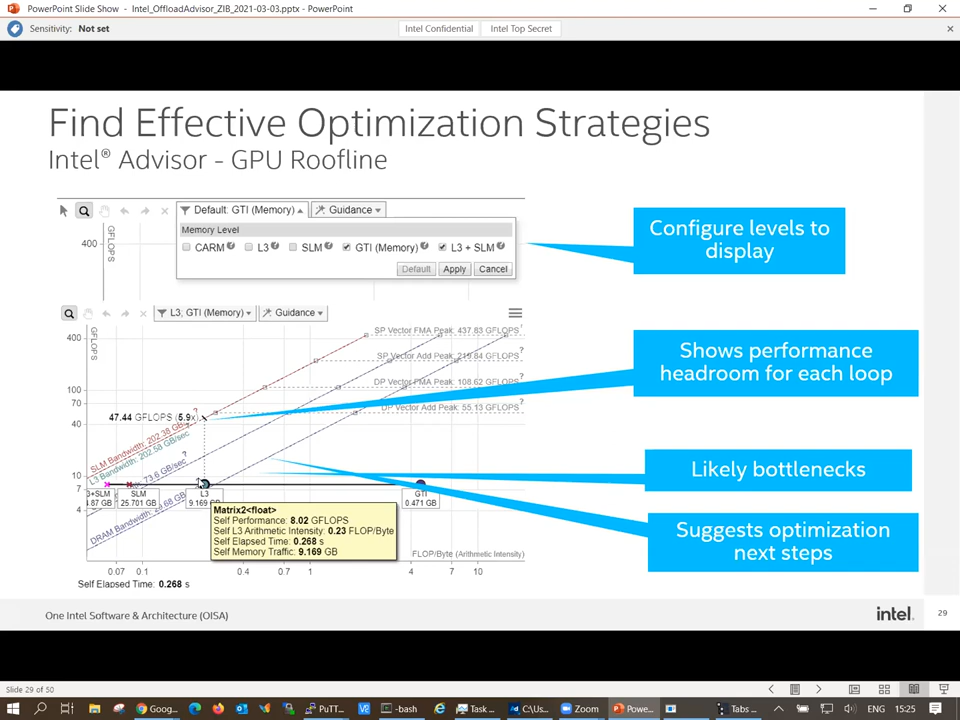 PowerPoint Slide Show - Intel_OffloadAdvisor_ZIB_2021-03-03.pptx - PowerPoint
Sensitivity: Not set
Intel Confidential
Intel Top Secret
Find Effective Optimization Strategies
Intel® Advisor - GPU Roofline
Default: GTI (Memory)
Guidance
Memory Level
CARM
L3
SLM
GTI (Memory)
L3 + SLM
Default
Apply
Cancel
400
GFLOPS
Configure levels to display
L3; GTI (Memory)
Guidance
GFLOPS
400
100
70
40
10
7
4
SP Vector FMA Peak: 437.83 GFLOPS
SP Vector Add Peak: 219.84 GFLOPS
DP Vector FMA Peak: 108.62 GFLOPS
DP Vector Add Peak: 55.13 GFLOPS
47.44 GFLOPS (5.9x)
SLM Bandwidth: 202.38 GB/sec
L3 Bandwidth: 202.58 GB/sec
73.6 GB/sec
DRAM Bandwidth:
3+SLM
.87 GB
SLM
25.701 GB
L3
9.169
GTI
0.471 GB
Matrix2<float>
Self Performance: 8.02 GFLOPS
Self L3 Arithmetic Intensity: 0.23 FLOP/Byte
Self Elapsed Time: 0.268 s
Self Memory Traffic: 9.169 GB
FLOP/Byte (Arithmetic Intensity)
0.07 0.1 0.4 0.7 1 4 7 10
Self Elapsed Time: 0.268 s
Shows performance
headroom for each loop
Likely bottlenecks
Suggests optimization
next steps
One Intel Software & Architecture (OISA)
intel.
29
Slide 29 of 50
Goog...
PuTT...
-bash
Task ...
C:\Us...
Zoom
Powe...
Tabs ...
ENG
15:25